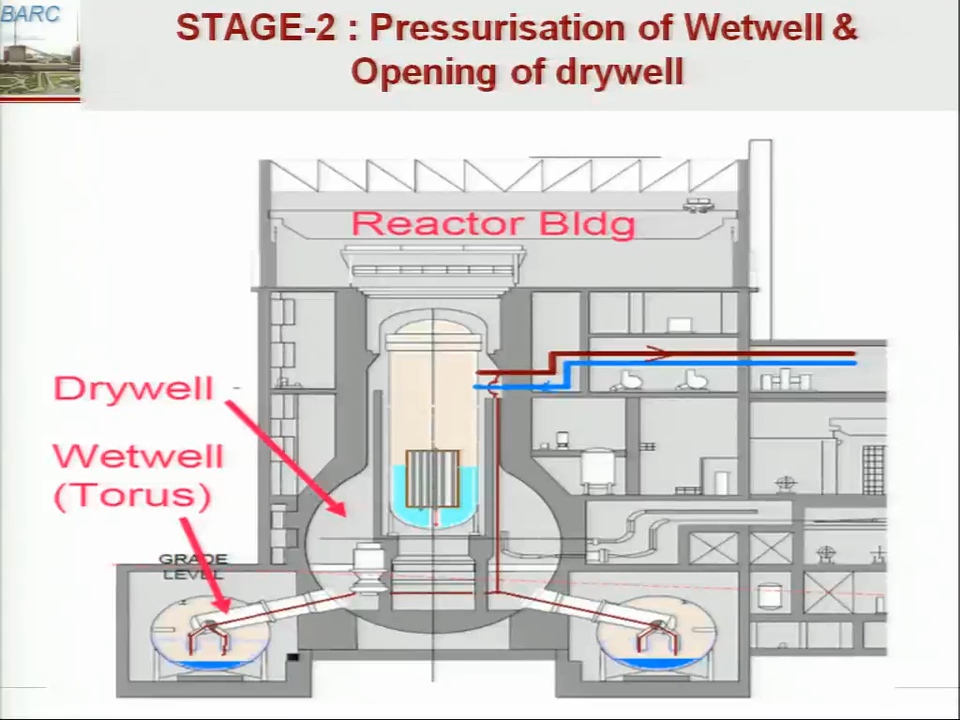 BARC
STAGE-2 : Pressurisation of Wetwell &
Opening of drywell
Reactor Bldg
Drywell
Wetwell
(Torus)
GRADE
LEVEL